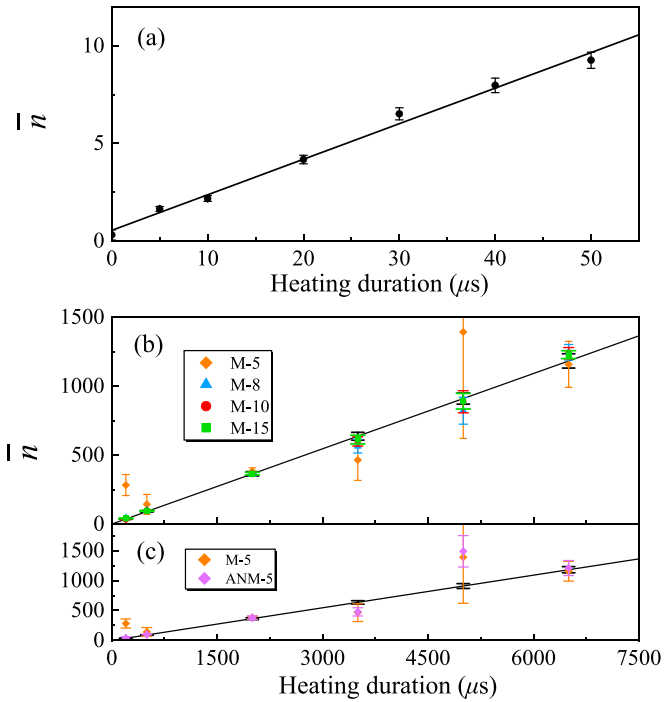 (a)
10
5
0
n̅
0 10 20 30 40 50
Heating duration (μs)
(b)
1500
1000
500
0
n̅
M-5
M-8
M-10
M-15
(c)
1500
1000
500
0
M-5
ANM-5
0 1500 3000 4500 6000 7500
Heating duration (μs)